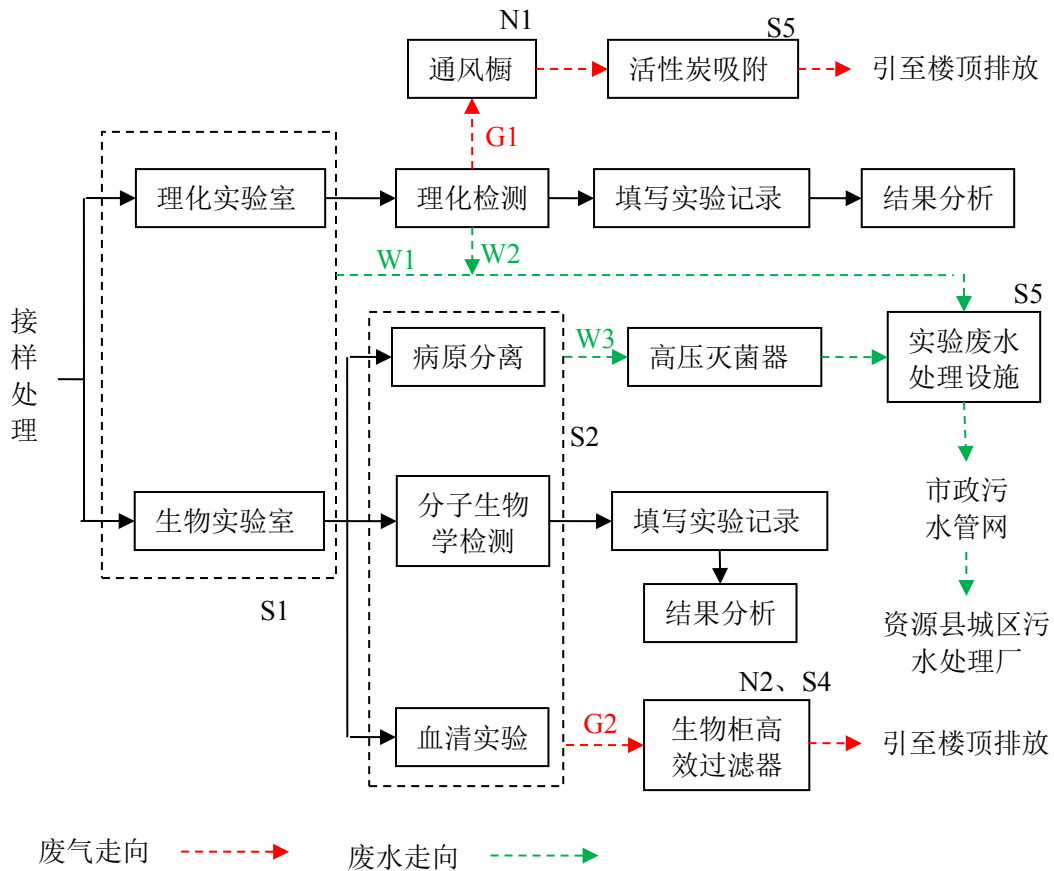 N1
S5
通风橱
活性炭吸附
引至楼顶排放
G1
理化实验室
理化检测
填写实验记录
结果分析
W1
W2
S5
接
样
处
理
病原分离
W3
高压灭菌器
实验废水
处理设施
S2
生物实验室
分子生物
学检测
填写实验记录
市政污
水管网
S1
结果分析
资源县城区污
水处理厂
N2、S4
血清实验
G2
生物柜高
效过滤器
引至楼顶排放
废气走向
废水走向